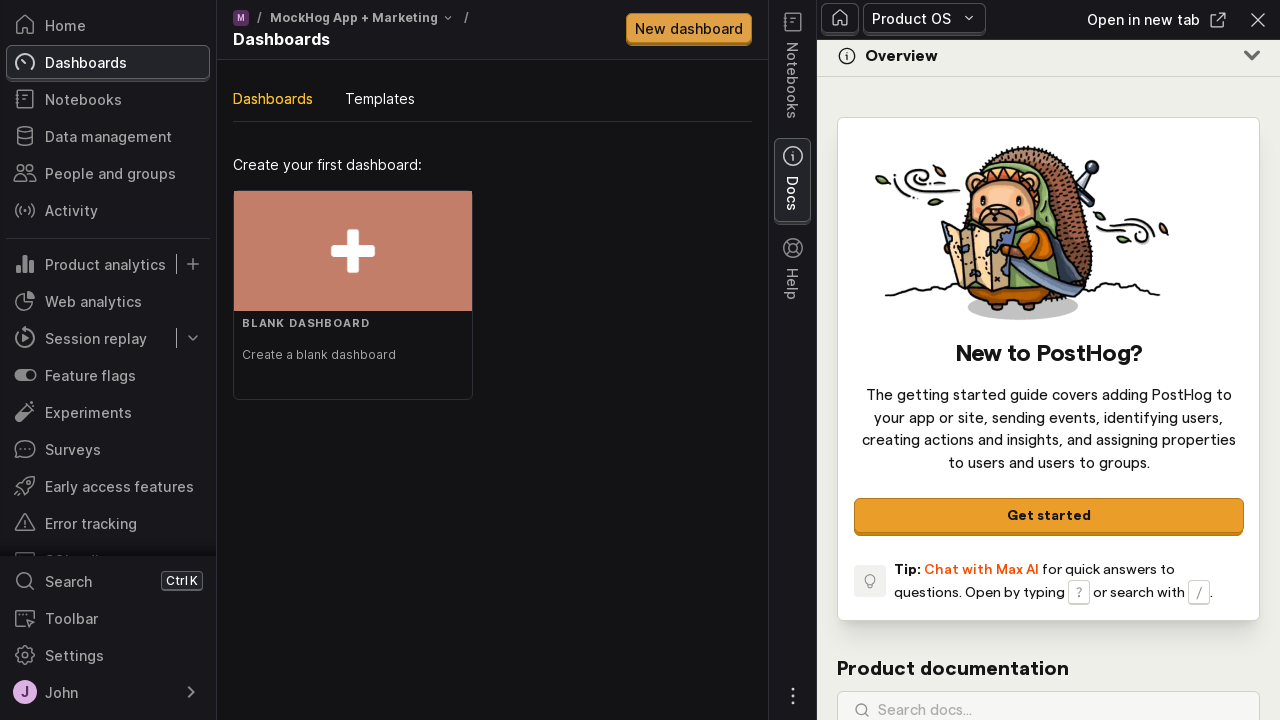 Home
Dashboards
Notebooks
Data management
People and groups
Activity
Product analytics
Web analytics
Session replay
Feature flags
Experiments
Surveys
Early access features
Error tracking
Search Ctrl K
Toolbar
Settings
J John
M / MockHog App + Marketing /
Dashboards
New dashboard
Dashboards Templates
Create your first dashboard:
BLANK DASHBOARD
Create a blank dashboard
Notebooks
Docs
Help
Product OS
Open in new tab
Overview
New to PostHog?
The getting started guide covers adding PostHog to
your app or site, sending events, identifying users,
creating actions and insights, and assigning properties
to users and users to groups.
Get started
Tip: Chat with Max AI for quick answers to
questions. Open by typing ? or search with / .
Product documentation
Search docs...